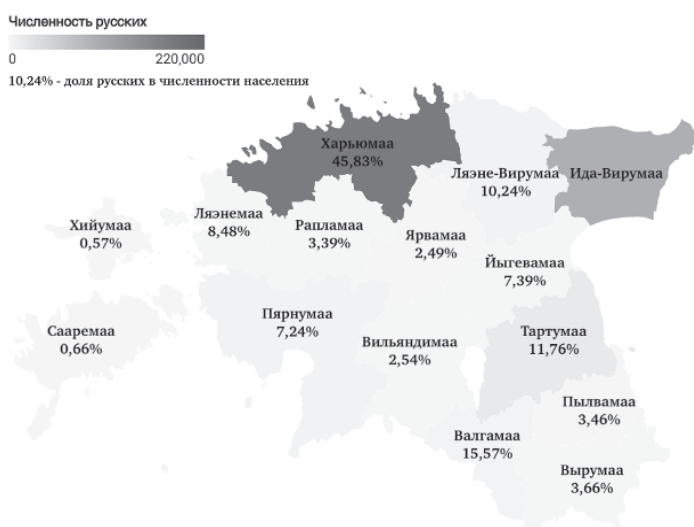 Численность русских
0 220,000
10,24% - доля русских в численности населения
Харьюмаа
45,83%
Ляэне-Вирумаа
10,24%
Ида-Вирумаа
Ляэнемаа
8,48%
Рапламаа
3,39%
Хийумаа
0,57%
Ярвамаа
2,49%
Йыгевамаа
7,39%
Пярнумаа
7,24%
Сааремаа
0,66%
Вильяндимаа
2,54%
Тартумаа
11,76%
Пылвамаа
3,46%
Валгамаа
15,57%
Вырумаа
3,66%